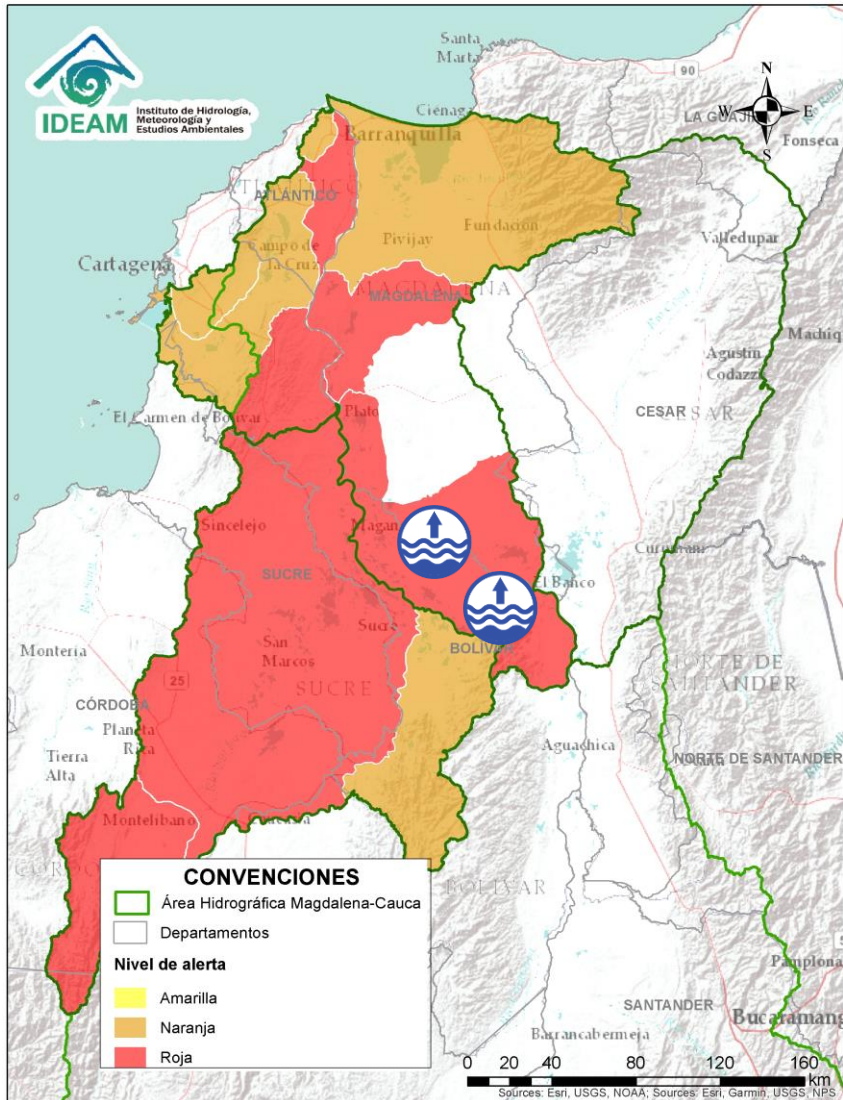 IDEAM
Instituto de Hidrología,
Meteorología y
Estudios Ambientales
Santa
Marta
90
N
W
E
S
LA GUAJI
Fonseca
Ciénaga
Barranquilla
ATLÁNTICO
Valledupar
Fundación
Pivijay
Campo de
la Cruz
Cartagena
MAGDALENA
MAGDALENA
Machiq
Agustín
Codazzi
CESAR
CESAR
Plato
El Carmen de Bolívar
Sincelejo
Magan
Curumaní
El Banco
SUCRE
Sucre
BOLÍVAR
Montería
San
Marcos
SUCRE
NORTE DE
SANTANDER
25
CÓRDOBA
Planeta
Rica
Tierra
Alta
Aguachica
NORTE DE SANTANDER
Montelíbano
BOLÍVAR
CONVENCIONES
Área Hidrográfica Magdalena-Cauca
Departamentos
Nivel de alerta
Amarilla
Naranja
Roja
Pamplona
SANTANDER
Bucaramang
Barrancabermeja
0 20 40 80 120 160
km
Sources: Esri, USGS, NOAA; Sources: Esri, Garmin, USGS, NPS